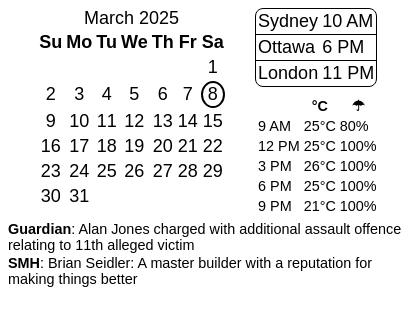 March 2025
Su Mo Tu We Th Fr Sa
1
2 3 4 5 6 7 8
9 10 11 12 13 14 15
16 17 18 19 20 21 22
23 24 25 26 27 28 29
30 31
Sydney 10 AM
Ottawa 6 PM
London 11 PM
°C ☂
9 AM 25°C 80%
12 PM 25°C 100%
3 PM 26°C 100%
6 PM 25°C 100%
9 PM 21°C 100%
Guardian: Alan Jones charged with additional assault offence
relating to 11th alleged victim
SMH: Brian Seidler: A master builder with a reputation for
making things better